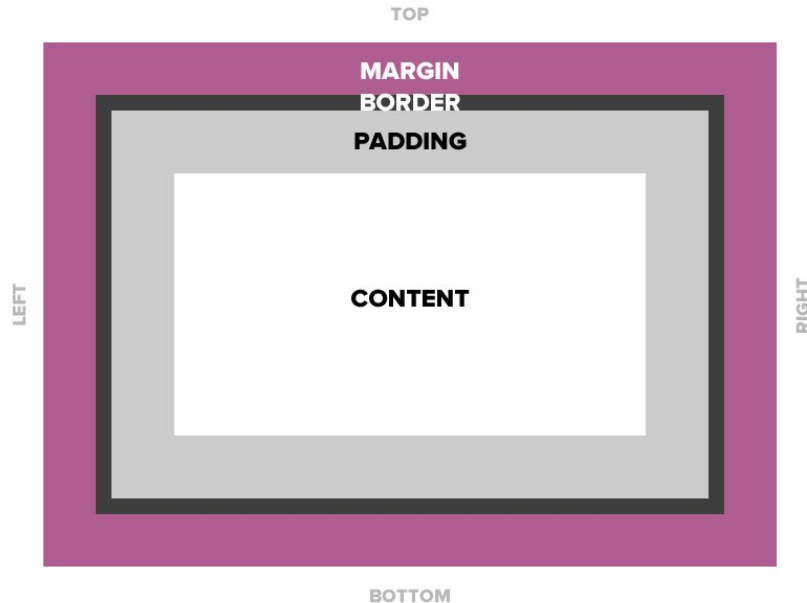 TOP
MARGIN
BORDER
PADDING
LEFT
CONTENT
RIGHT
BOTTOM